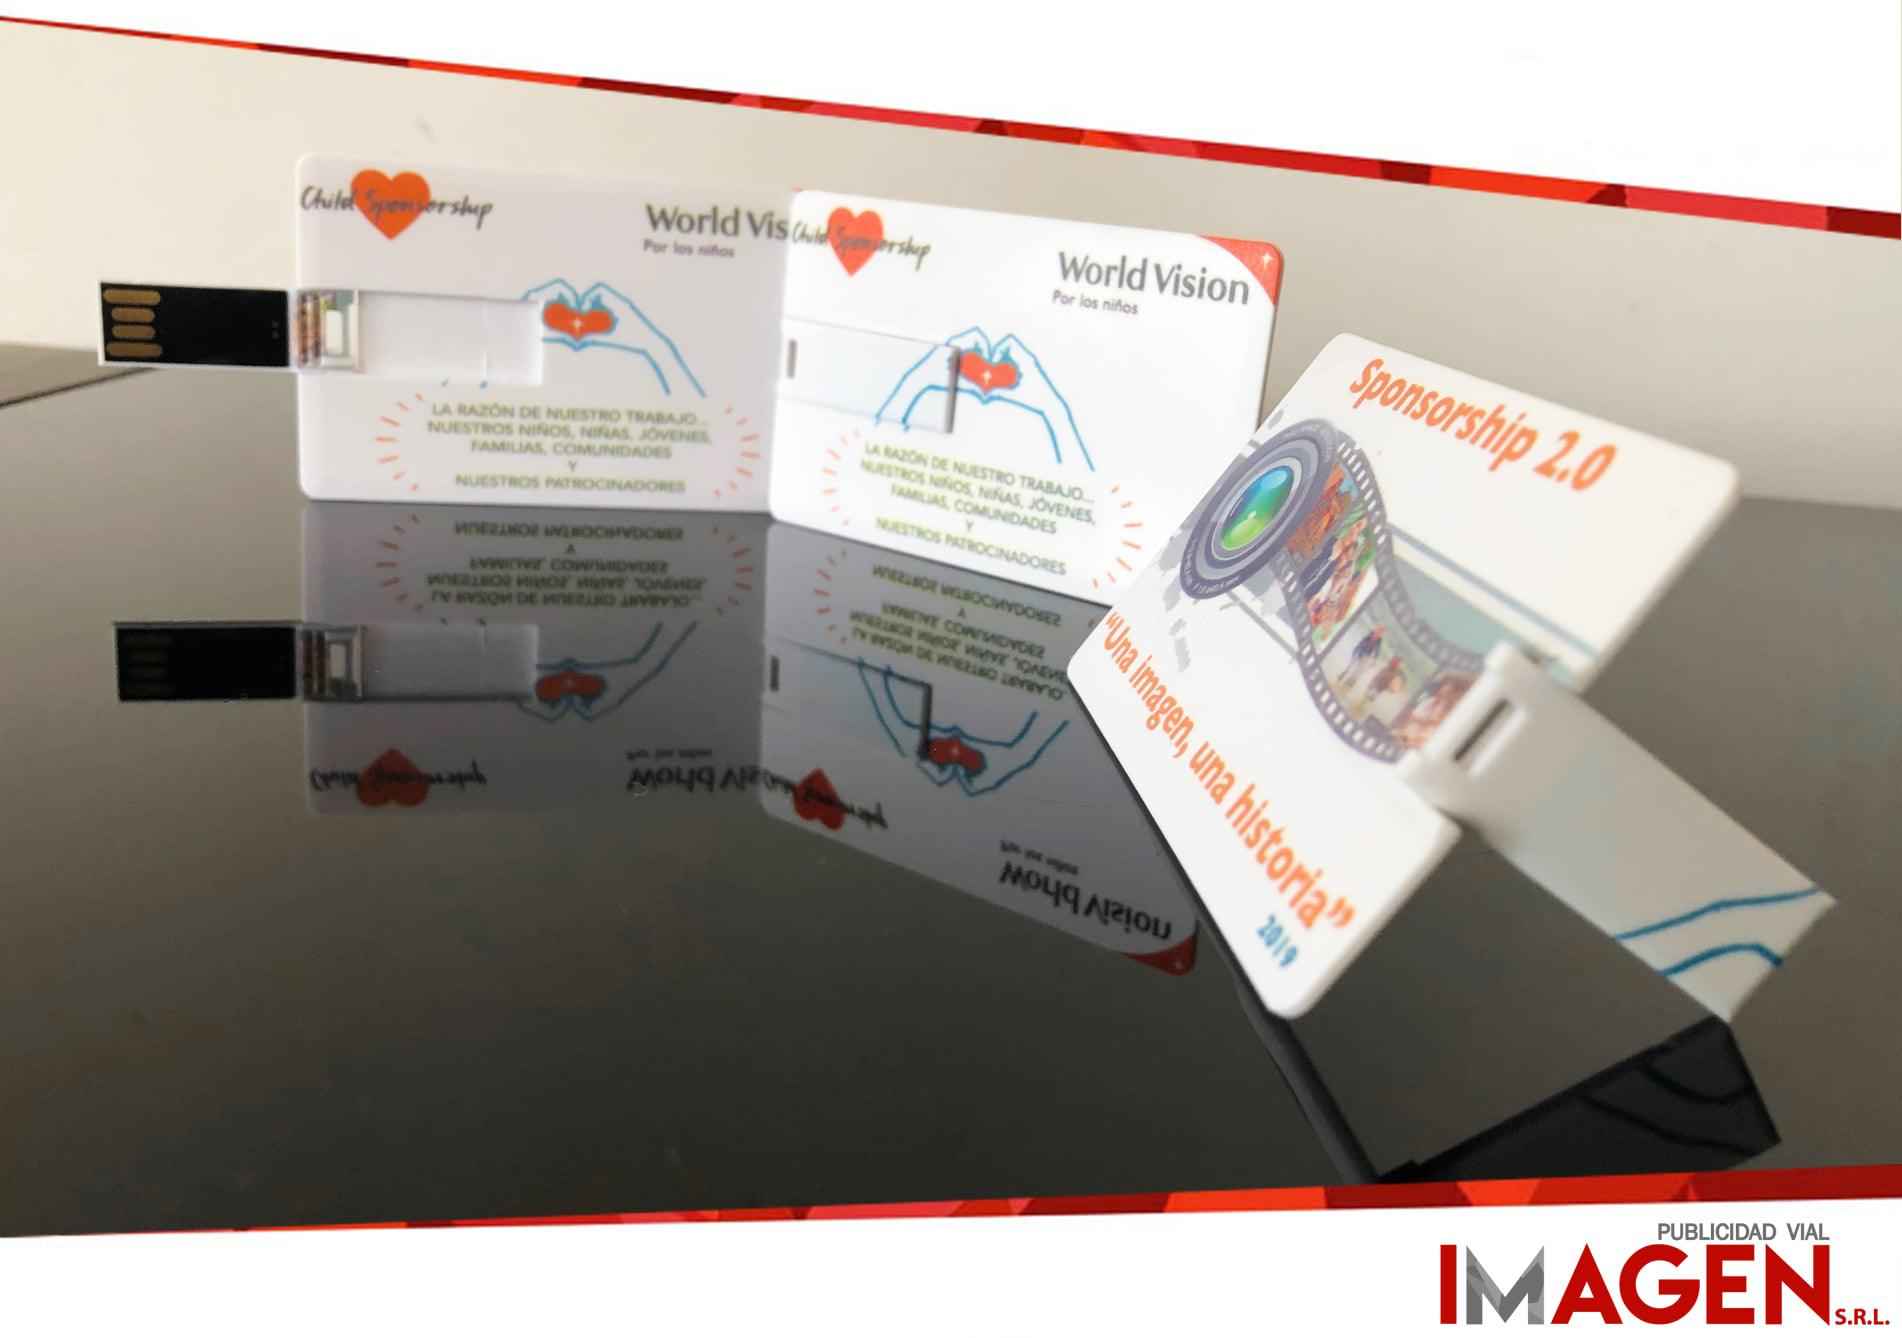 Child Sponsorship
World Vis
Por los niños
LA RAZÓN DE NUESTRO TRABAJO...
NUESTROS NIÑOS, NIÑAS, JÓVENES,
FAMILIAS, COMUNIDADES
Y
NUESTROS PATROCINADORES
Child Sponsorship
World Vision
Por los niños
LA RAZÓN DE NUESTRO TRABAJO...
NUESTROS NIÑOS, NIÑAS, JÓVENES,
FAMILIAS, COMUNIDADES
Y
NUESTROS PATROCINADORES
Sponsorship 2.0
“Una imagen, una historia”
2019
PUBLICIDAD VIAL
IMAGEN S.R.L.